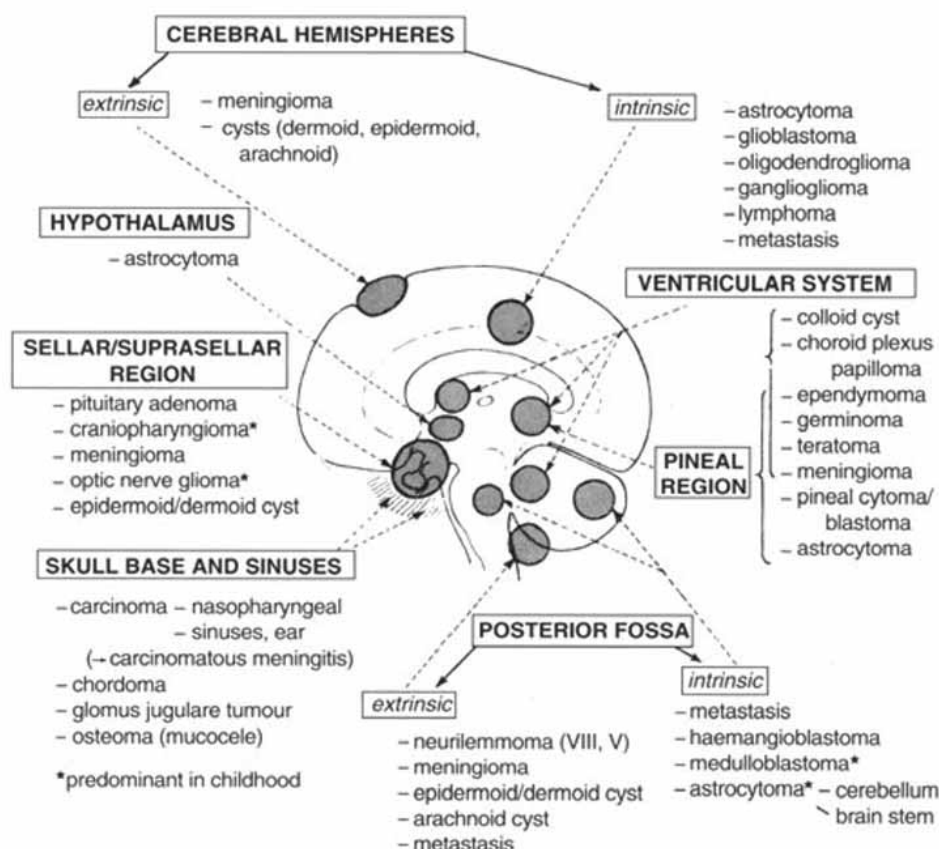 CEREBRAL HEMISPHERES
extrinsic
– meningioma
– cysts (dermoid, epidermoid,
arachnoid)
intrinsic
– astrocytoma
– glioblastoma
– oligodendroglioma
– ganglioglioma
– lymphoma
– metastasis
HYPOTHALAMUS
– astrocytoma
VENTRICULAR SYSTEM
– colloid cyst
– choroid plexus
papilloma
– ependymoma
– germinoma
– teratoma
– meningioma
– pineal cytoma/
blastoma
– astrocytoma
PINEAL
REGION
SELLAR/SUPRASELLAR
REGION
– pituitary adenoma
– craniopharyngioma*
– meningioma
– optic nerve glioma*
– epidermoid/dermoid cyst
SKULL BASE AND SINUSES
– carcinoma – nasopharyngeal
– sinuses, ear
(→ carcinomatous meningitis)
– chordoma
– glomus jugulare tumour
– osteoma (mucocele)
*predominant in childhood
POSTERIOR FOSSA
extrinsic
– neurilemmoma (VIII, V)
– meningioma
– epidermoid/dermoid cyst
– arachnoid cyst
– metastasis
intrinsic
– metastasis
– haemangioblastoma
– medulloblastoma*
– astrocytoma* – cerebellum
brain stem